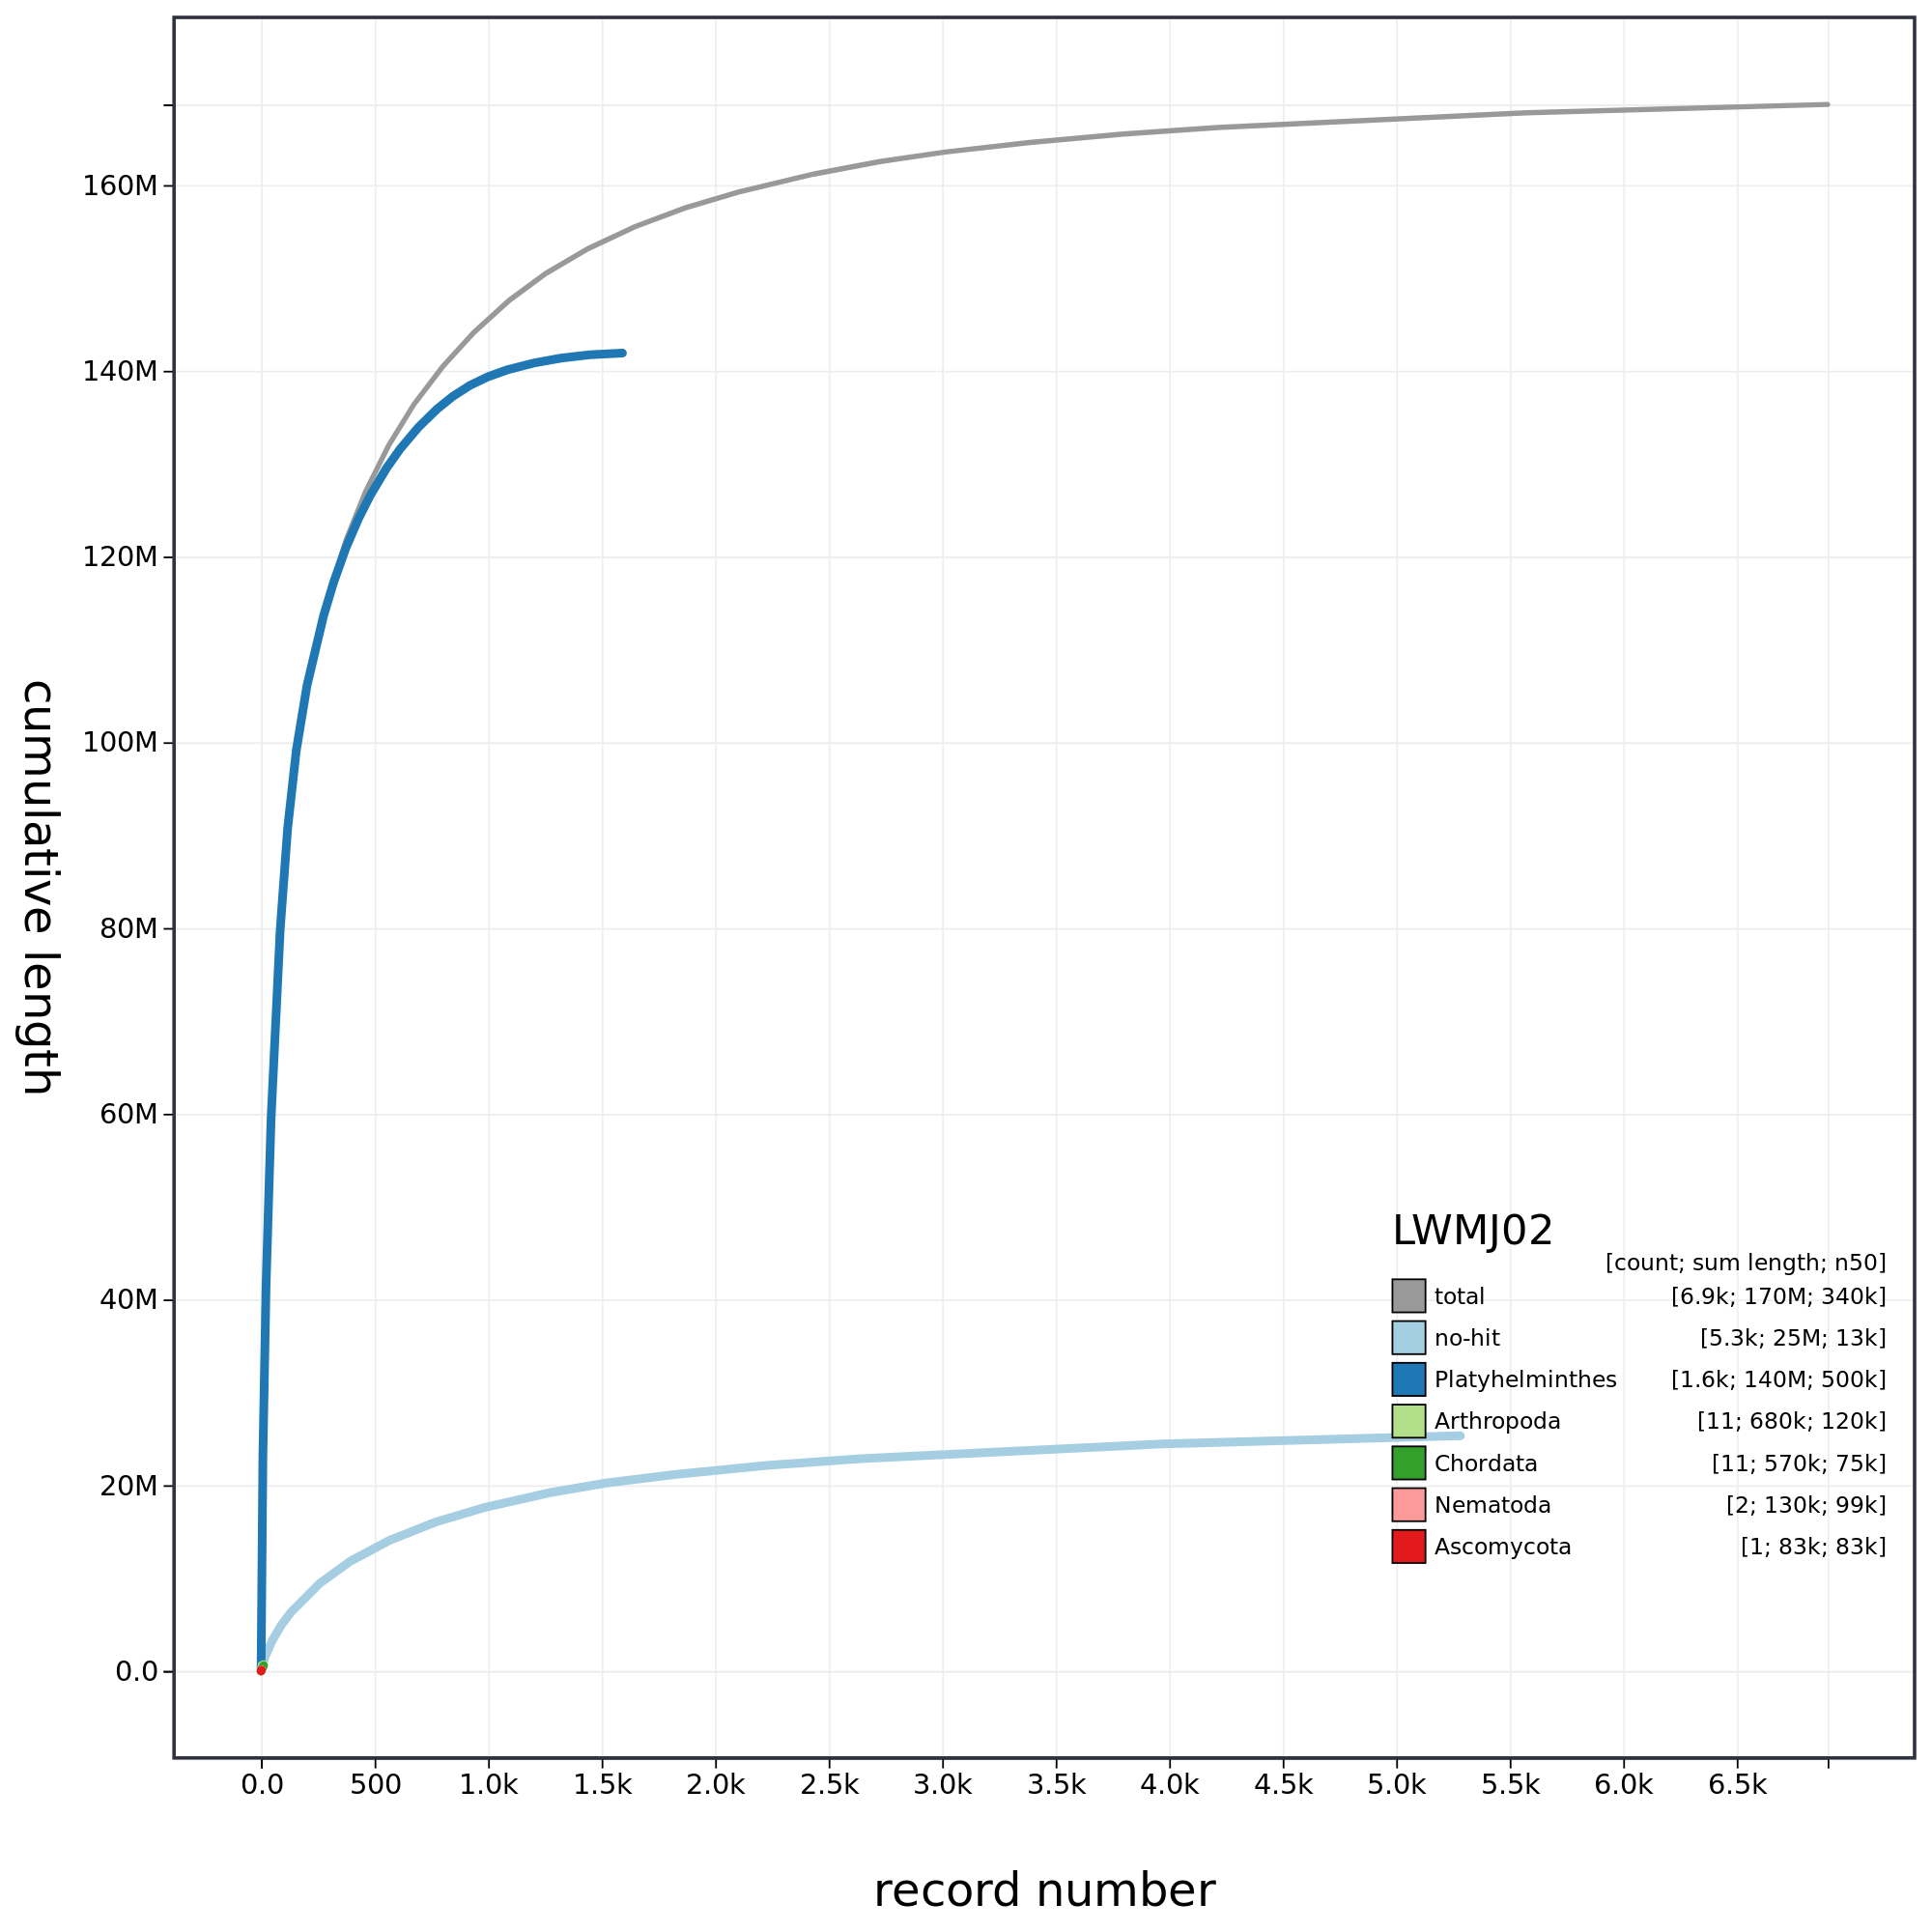 160M
140M
120M
100M
80M
60M
40M
20M
0.0
cumulative length
LWMJ02
[count; sum length; n50]
total [6.9k; 170M; 340k]
no-hit [5.3k; 25M; 13k]
Platyhelminthes [1.6k; 140M; 500k]
Arthropoda [11; 680k; 120k]
Chordata [11; 570k; 75k]
Nematoda [2; 130k; 99k]
Ascomycota [1; 83k; 83k]
0.0 500 1.0k 1.5k 2.0k 2.5k 3.0k 3.5k 4.0k 4.5k 5.0k 5.5k 6.0k 6.5k
record number